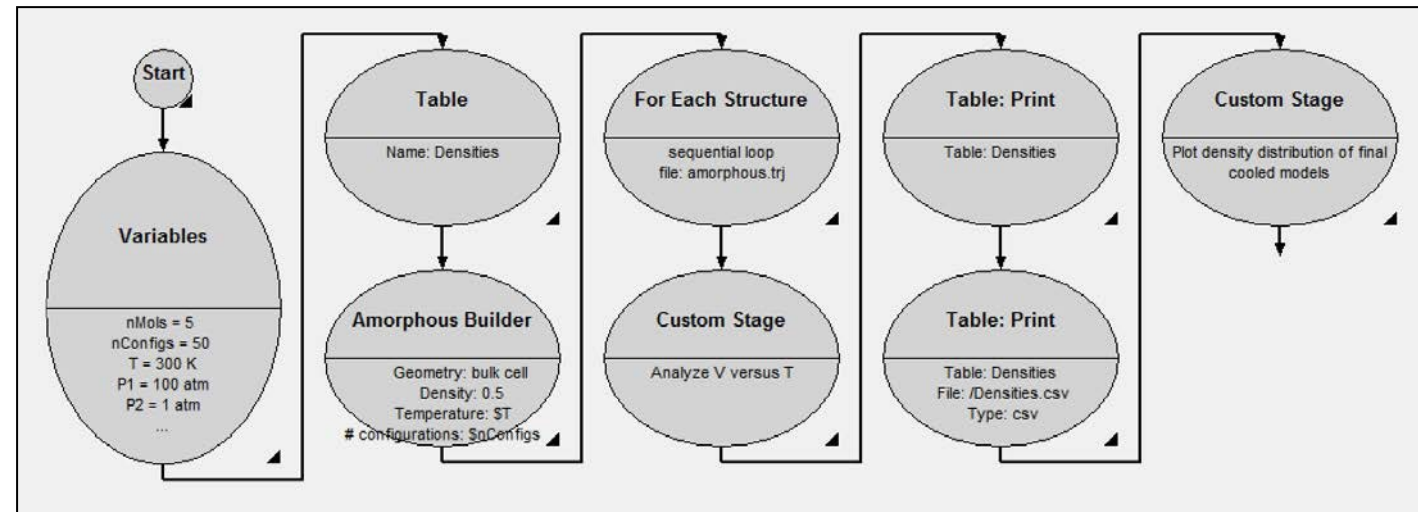 Start
Variables
nMols = 5
nConfigs = 50
T = 300 K
P1 = 100 atm
P2 = 1 atm
...
Table
Name: Densities
Amorphous Builder
Geometry: bulk cell
Density: 0.5
Temperature: $T
# configurations: $nConfigs
For Each Structure
sequential loop
file: amorphous.trj
Custom Stage
Analyze V versus T
Table: Print
Table: Densities
Table: Print
Table: Densities
File: /Densities.csv
Type: csv
Custom Stage
Plot density distribution of final
cooled models